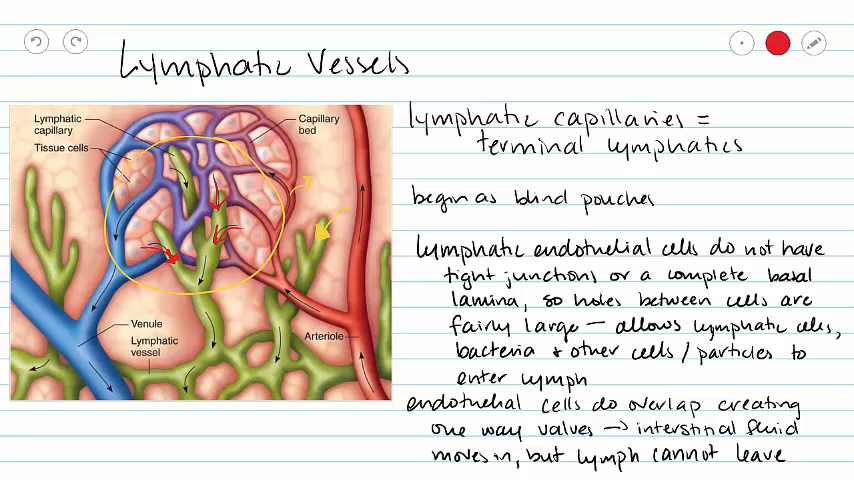 Lymphatic Vessels
Lymphatic
capillary
Tissue cells
Capillary
bed
Venule
Lymphatic
vessel
Arteriole
lymphatic capillaries =
terminal lymphatics
begin as blind pouches
lymphatic endothelial cells do not have
tight junctions or a complete basal
lamina, so holes between cells are
fairly large — allows lymphatic cells,
bacteria + other cells/particles to
enter lymph
endothelial cells do overlap creating
one way valves → interstinal fluid
moves in, but lymph cannot leave